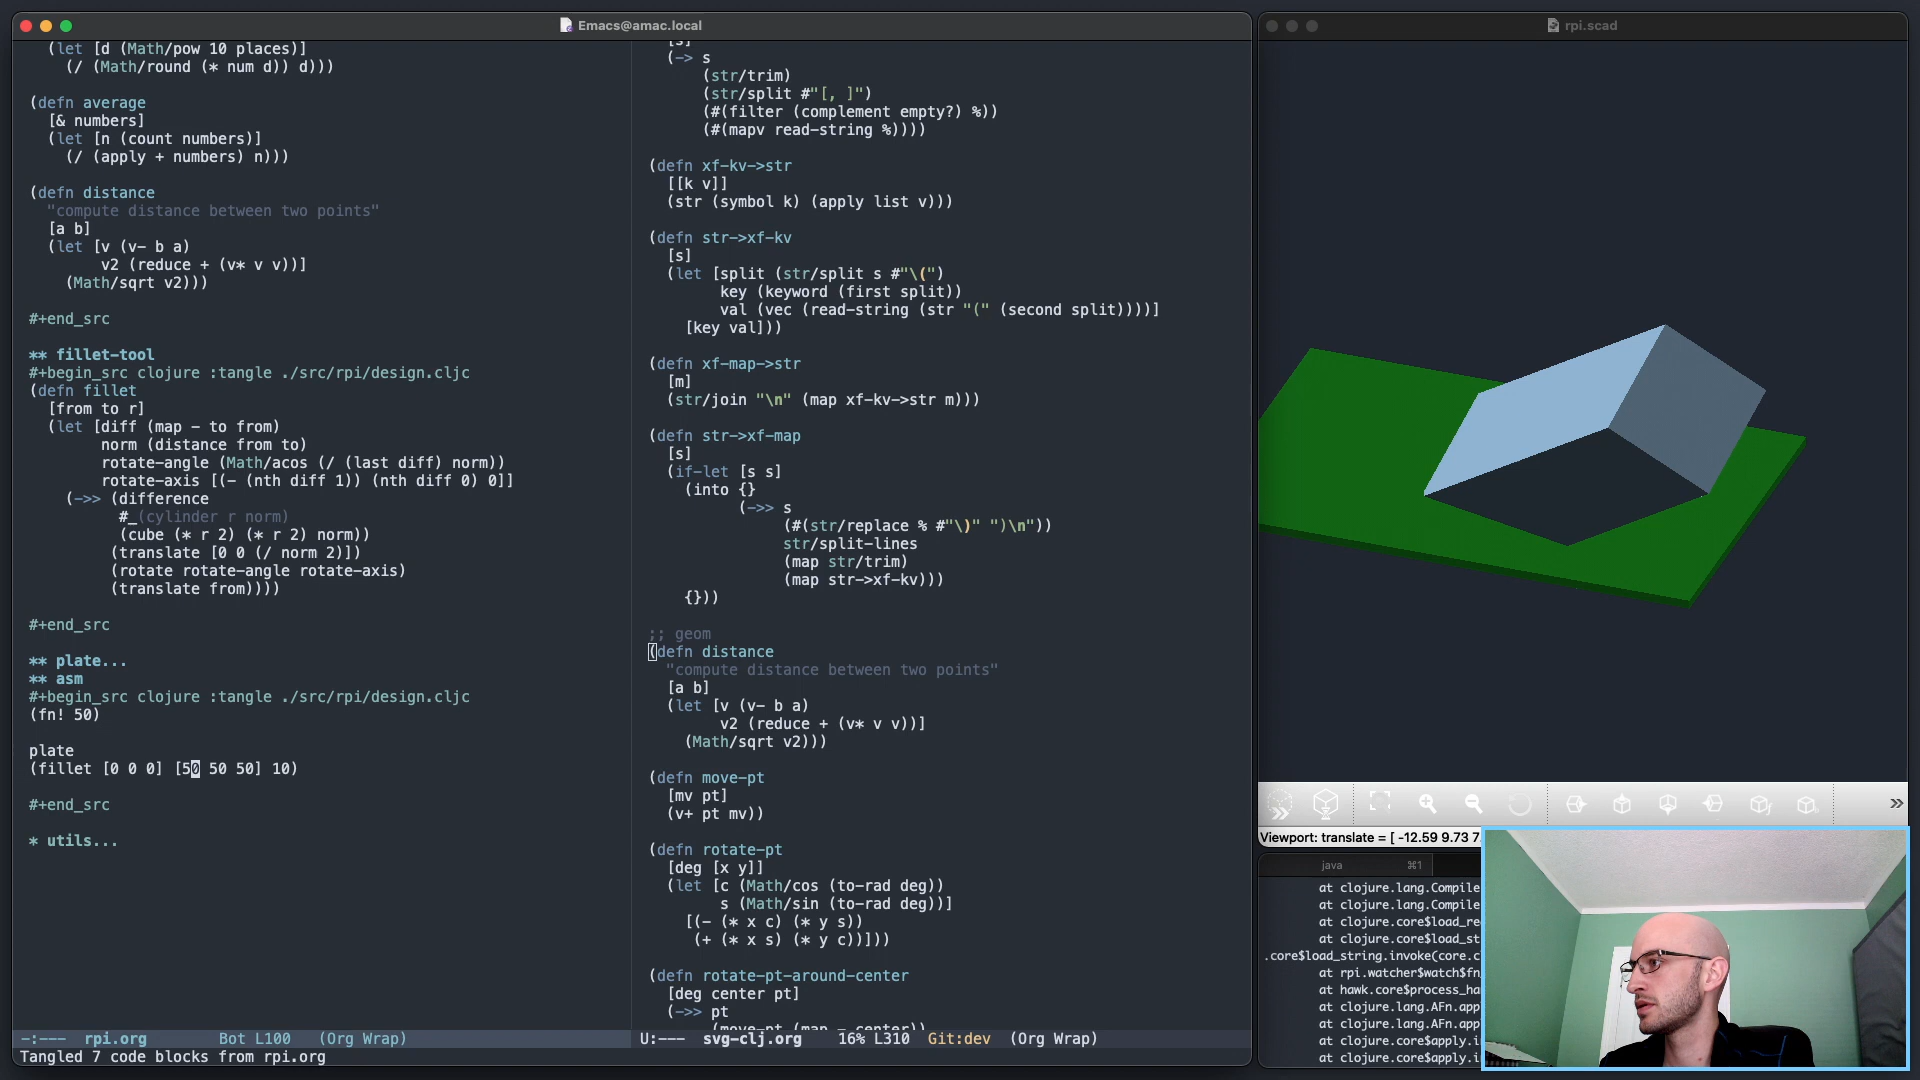 Emacs@amac.local
(let [d (Math/pow 10 places)]
(/ (Math/round (* num d)) d)))
(defn average
[& numbers]
(let [n (count numbers)]
(/ (apply + numbers) n)))
(defn distance
"compute distance between two points"
[a b]
(let [v (v- b a)
v2 (reduce + (v* v v))]
(Math/sqrt v2)))
#+end_src
** fillet-tool
#+begin_src clojure :tangle ./src/rpi/design.cljc
(defn fillet
[from to r]
(let [diff (map - to from)
norm (distance from to)
rotate-angle (Math/acos (/ (last diff) norm))
rotate-axis [(- (nth diff 1)) (nth diff 0) 0]]
(->> (difference
#_(cylinder r norm)
(cube (* r 2) (* r 2) norm))
(translate [0 0 (/ norm 2)])
(rotate rotate-angle rotate-axis)
(translate from))))
#+end_src
** plate...
** asm
#+begin_src clojure :tangle ./src/rpi/design.cljc
(fn! 50)
plate
(fillet [0 0 0] [50 50 50] 10)
#+end_src
* utils...
-:---  rpi.org  Bot L100  (Org Wrap)
Tangled 7 code blocks from rpi.org
[s]
(-> s
(str/trim)
(str/split #"[, ]")
(#(filter (complement empty?) %))
(#(mapv read-string %))))
(defn xf-kv->str
[[k v]]
(str (symbol k) (apply list v)))
(defn str->xf-kv
[s]
(let [split (str/split s #"\(")
key (keyword (first split))
val (vec (read-string (str "(" (second split))))]
[key val]))
(defn xf-map->str
[m]
(str/join "\n" (map xf-kv->str m)))
(defn str->xf-map
[s]
(if-let [s s]
(into {}
(->> s
(#(str/replace % #"\)" ")\n"))
str/split-lines
(map str/trim)
(map str->xf-kv)))
{}))
;; geom
(defn distance
"compute distance between two points"
[a b]
(let [v (v- b a)
v2 (reduce + (v* v v))]
(Math/sqrt v2)))
(defn move-pt
[mv pt]
(v+ pt mv))
(defn rotate-pt
[deg [x y]]
(let [c (Math/cos (to-rad deg))
s (Math/sin (to-rad deg))]
[(- (* x c) (* y s))
(+ (* x s) (* y c))]))
(defn rotate-pt-around-center
[deg center pt]
(->> pt
(move-pt (map - center))
U:---  svg-clj.org  16% L310  Git:dev  (Org Wrap)
rpi.scad
Viewport: translate = [ -12.59 9.73 7
java ⌘1
at clojure.lang.Compile
at clojure.lang.Compile
at clojure.core$load_re
at clojure.core$load_st
.core$load_string.invoke(core.c
at rpi.watcher$watch$fn
at hawk.core$process_ha
at clojure.lang.AFn.app
at clojure.lang.AFn.app
at clojure.core$apply.i
at clojure.core$apply.i